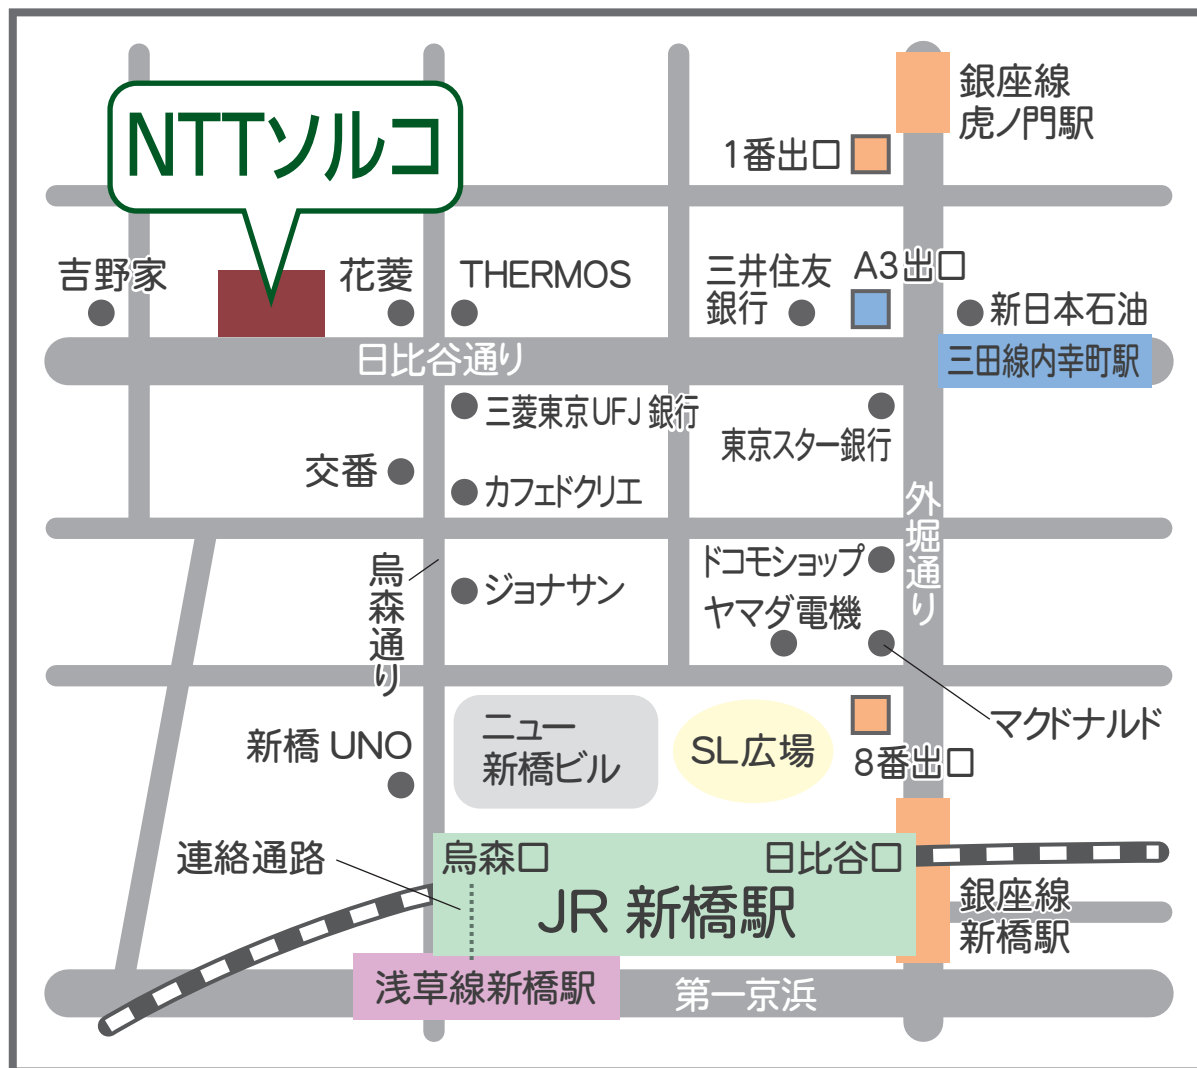 銀座線
虎ノ門駅
1番出口
NTTソルコ
吉野家
花菱
THERMOS
三井住友
銀行
A3出口
新日本石油
日比谷通り
三田線内幸町駅
三菱東京UFJ銀行
東京スター銀行
交番
カフェドクリエ
外堀通り
烏森通り
ジョナサン
ドコモショップ
ヤマダ電機
マクドナルド
新橋 UNO
ニュー
新橋ビル
SL広場
8番出口
連絡通路
烏森口
日比谷口
JR 新橋駅
銀座線
新橋駅
浅草線新橋駅
第一京浜